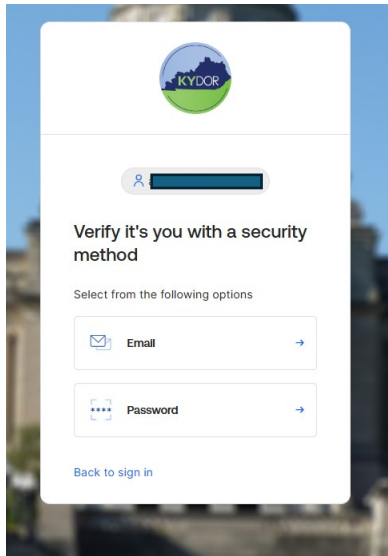 KYDOR
Verify it's you with a security
method
Select from the following options
Email
**** Password
Back to sign in